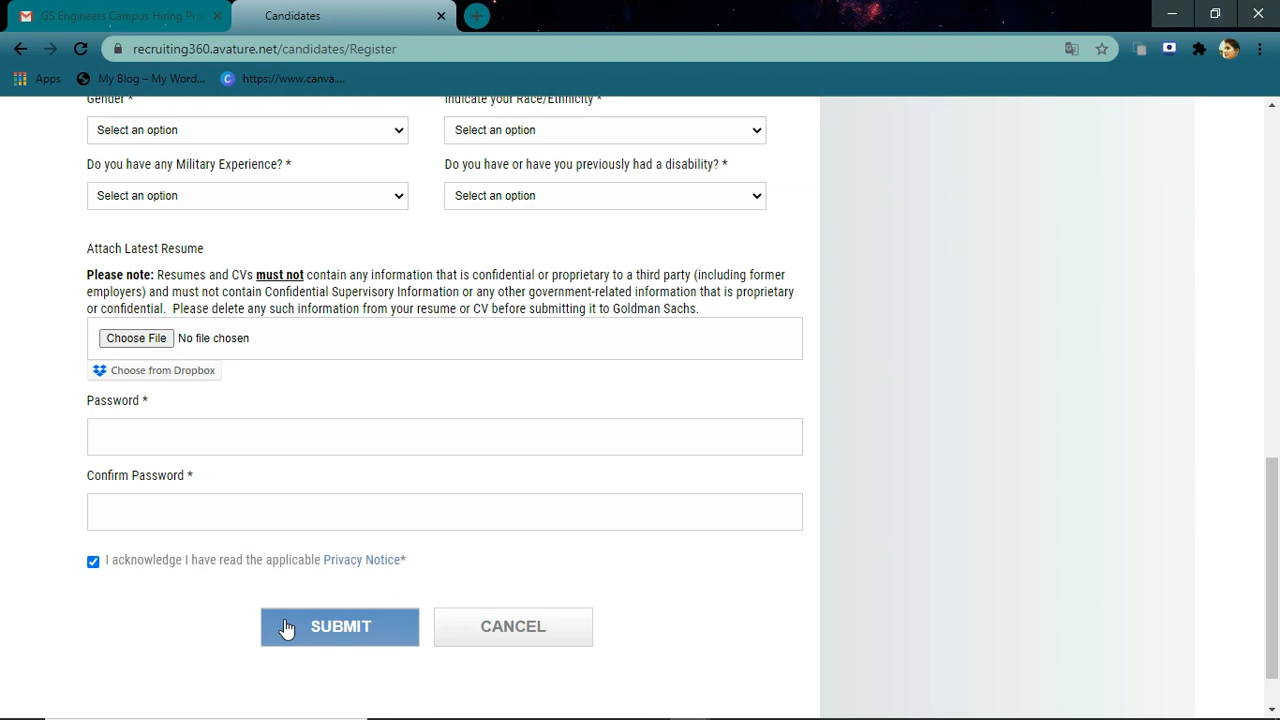 GS Engineers Campus Hiring Pro
Candidates
recruiting360.avature.net/candidates/Register
Apps
My Blog – My Word...
https://www.canva....
Gender *
Indicate your Race/Ethnicity *
Select an option
Select an option
Do you have any Military Experience? *
Do you have or have you previously had a disability? *
Select an option
Select an option
Attach Latest Resume
Please note: Resumes and CVs must not contain any information that is confidential or proprietary to a third party (including former
employers) and must not contain Confidential Supervisory Information or any other government-related information that is proprietary
or confidential. Please delete any such information from your resume or CV before submitting it to Goldman Sachs.
Choose File No file chosen
Choose from Dropbox
Password *
Confirm Password *
I acknowledge I have read the applicable Privacy Notice*
SUBMIT
CANCEL